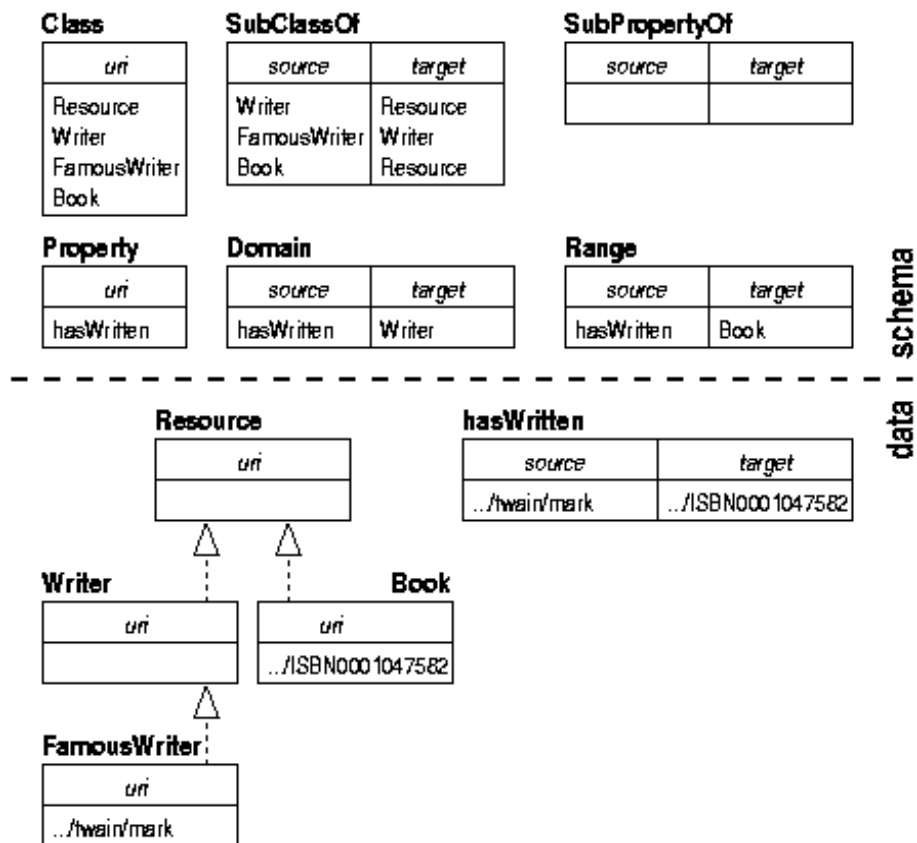 Class SubClassOf SubPropertyOf
uri source target source target
Resource Writer Resource
Writer FamousWriter Writer
FamousWriter Book Resource
Book
Property Domain Range
uri source target source target
hasWritten hasWritten Writer hasWritten Book
schema
data
Resource hasWritten
uri source target
.../twain/mark .../ISBN0001047582
Writer Book
uri uri
.../ISBN0001047582
FamousWriter
uri
.../twain/mark